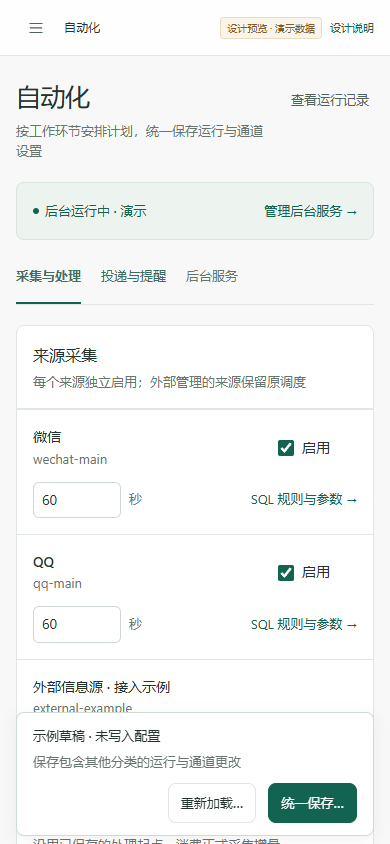 自动化
设计预览 · 演示数据
设计说明
自动化
查看运行记录
按工作环节安排计划，统一保存运行与通道
设置
后台运行中 · 演示
管理后台服务 →
采集与处理
投递与提醒
后台服务
来源采集
每个来源独立启用；外部管理的来源保留原调度
微信
wechat-main
启用
60
秒
SQL 规则与参数 →
QQ
qq-main
启用
60
秒
SQL 规则与参数 →
外部信息源 · 接入示例
external-example
示例草稿 · 未写入配置
保存包含其他分类的运行与通道更改
重新加载...
统一保存...